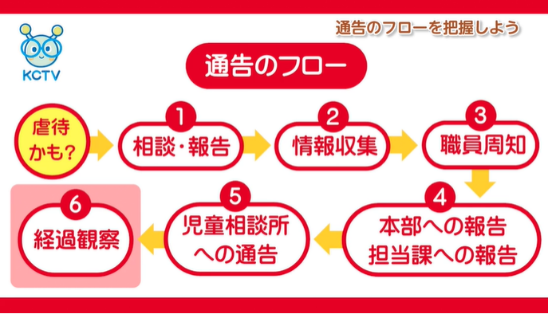 通告のフローを把握しよう
KCTV
通告のフロー
虐待
かも?
1
相談・報告
2
情報収集
3
職員周知
4
本部への報告
担当課への報告
5
児童相談所
への通告
6
経過観察